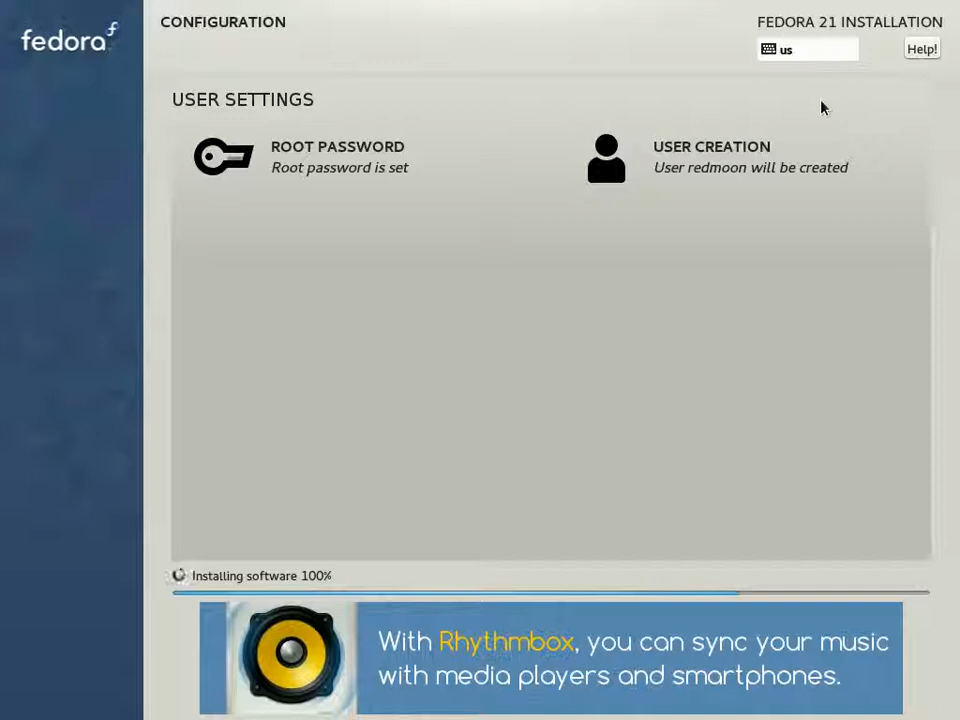 fedora
CONFIGURATION
FEDORA 21 INSTALLATION
us
Help!
USER SETTINGS
ROOT PASSWORD
Root password is set
USER CREATION
User redmoon will be created
Installing software 100%
With Rhythmbox, you can sync your music
with media players and smartphones.